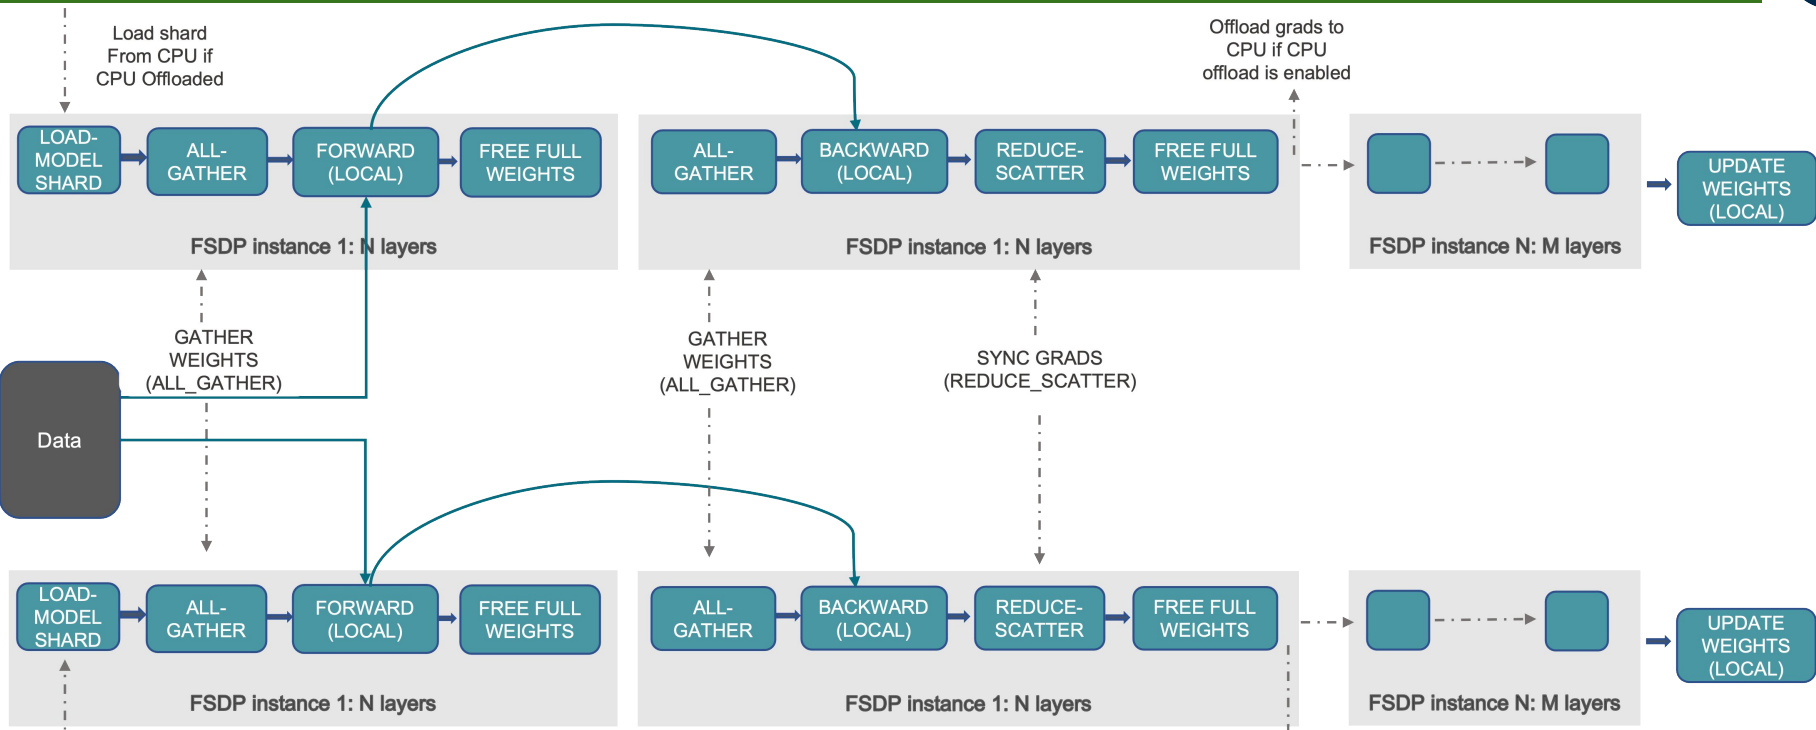 Load shard
From CPU if
CPU Offloaded
Offload grads to
CPU if CPU
offload is enabled
LOAD-
MODEL
SHARD
ALL-
GATHER
FORWARD
(LOCAL)
FREE FULL
WEIGHTS
FSDP instance 1: N layers
ALL-
GATHER
BACKWARD
(LOCAL)
REDUCE-
SCATTER
FREE FULL
WEIGHTS
FSDP instance 1: N layers
FSDP instance N: M layers
UPDATE
WEIGHTS
(LOCAL)
GATHER
WEIGHTS
(ALL_GATHER)
GATHER
WEIGHTS
(ALL_GATHER)
SYNC GRADS
(REDUCE_SCATTER)
Data
LOAD-
MODEL
SHARD
ALL-
GATHER
FORWARD
(LOCAL)
FREE FULL
WEIGHTS
FSDP instance 1: N layers
ALL-
GATHER
BACKWARD
(LOCAL)
REDUCE-
SCATTER
FREE FULL
WEIGHTS
FSDP instance 1: N layers
FSDP instance N: M layers
UPDATE
WEIGHTS
(LOCAL)